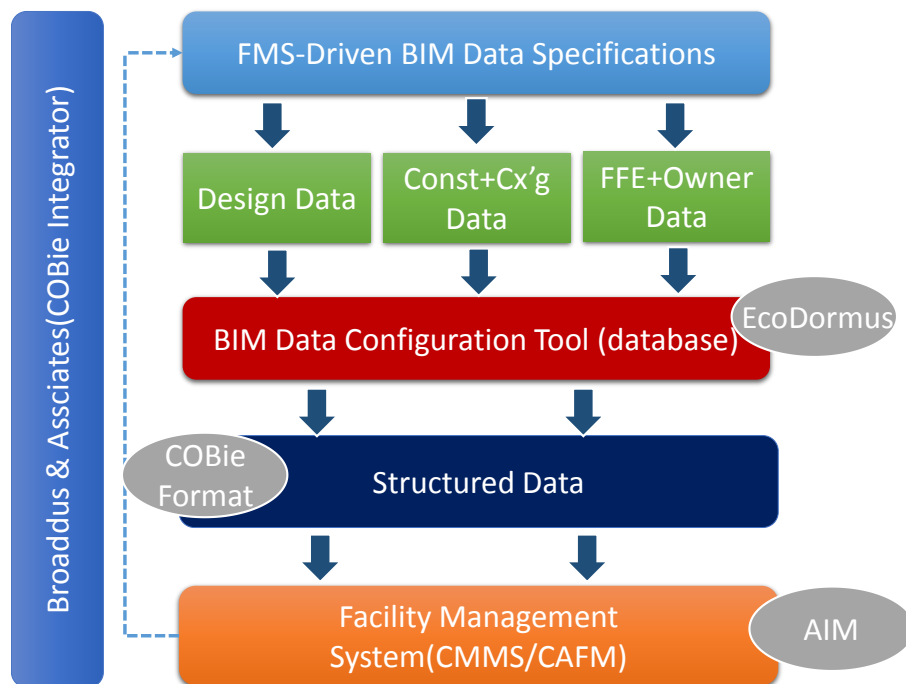 Broaddus & Assciates(COBie Integrator)
FMS-Driven BIM Data Specifications
Design Data
Const+Cx'g
Data
FFE+Owner
Data
EcoDormus
BIM Data Configuration Tool (database)
COBie
Format
Structured Data
Facility Management
System(CMMS/CAFM)
AIM